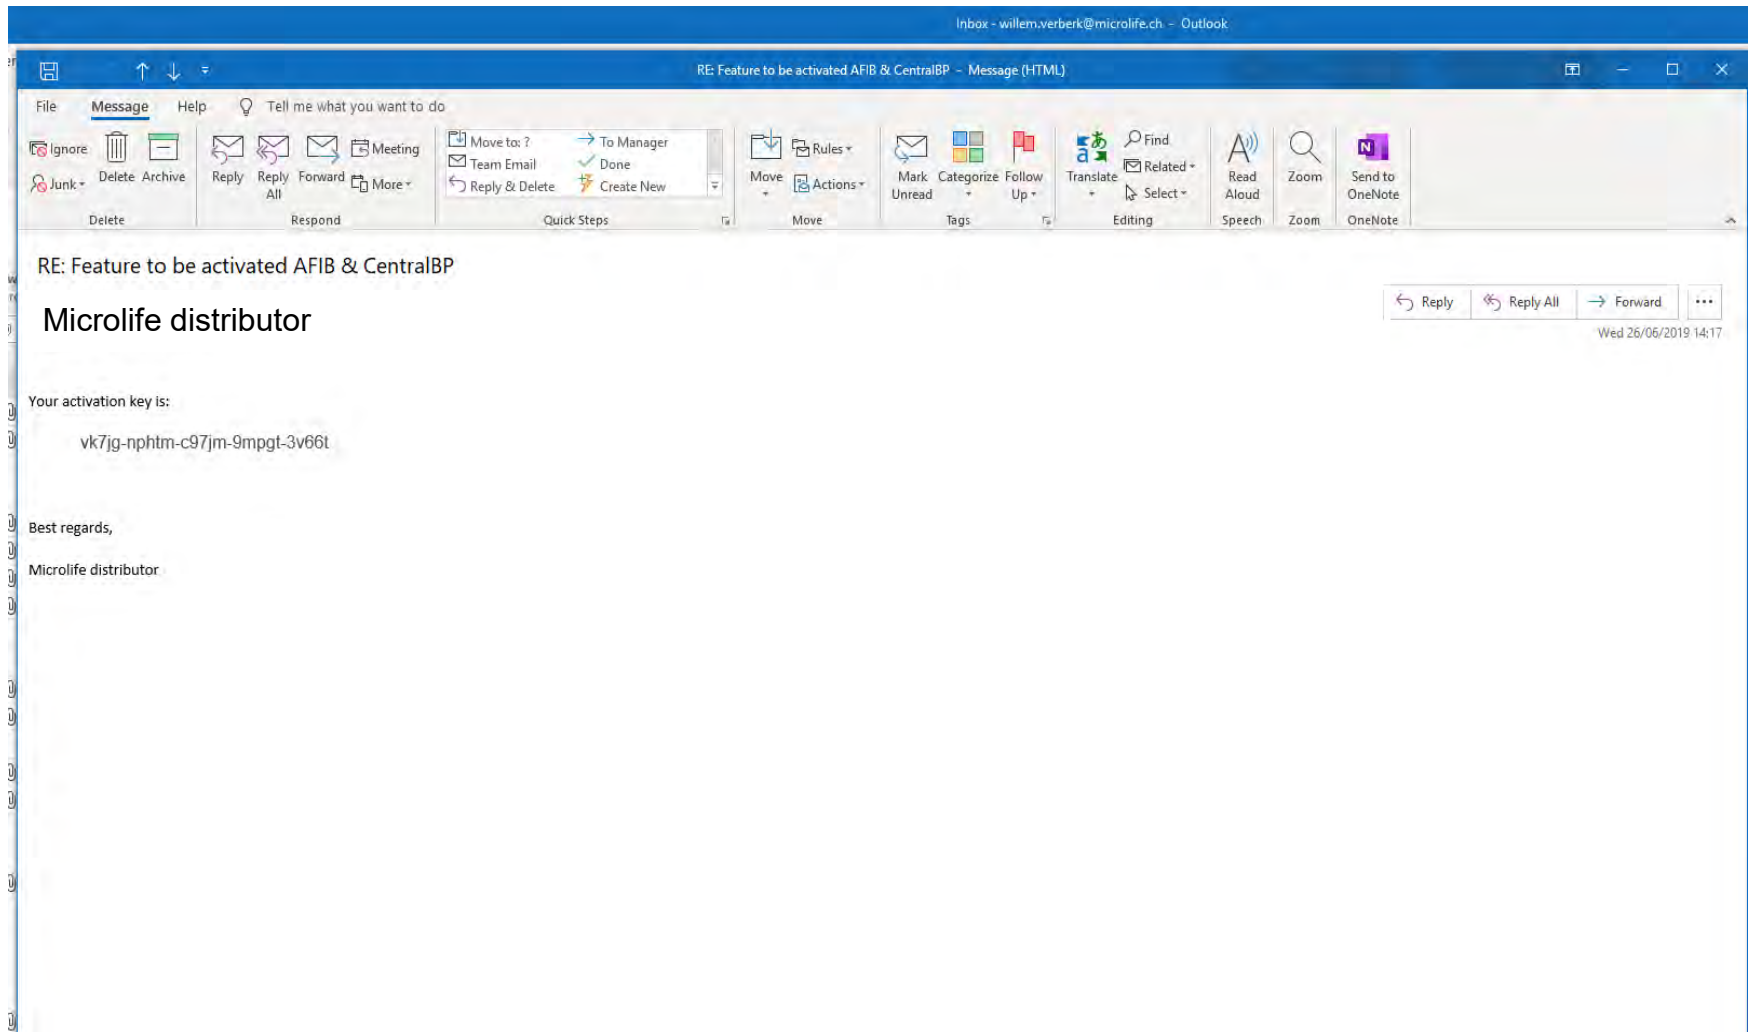 Inbox - willem.verberk@microlife.ch - Outlook
RE: Feature to be activated AFIB & CentralBP - Message (HTML)
File Message Help Tell me what you want to do
Ignore
Junk
Delete
Archive
Delete
Reply
Reply All
Forward
Meeting
More
Respond
Move to: ?
To Manager
Team Email
Done
Reply & Delete
Create New
Quick Steps
Move
Rules
Actions
Move
Mark Unread
Categorize
Follow Up
Tags
Translate
Find
Related
Select
Editing
Read Aloud
Speech
Zoom
Zoom
Send to OneNote
OneNote
RE: Feature to be activated AFIB & CentralBP
Microlife distributor
Reply Reply All Forward ...
Wed 26/06/2019 14:17
Your activation key is:
vk7jg-nphtm-c97jm-9mpgt-3v66t
Best regards,
Microlife distributor